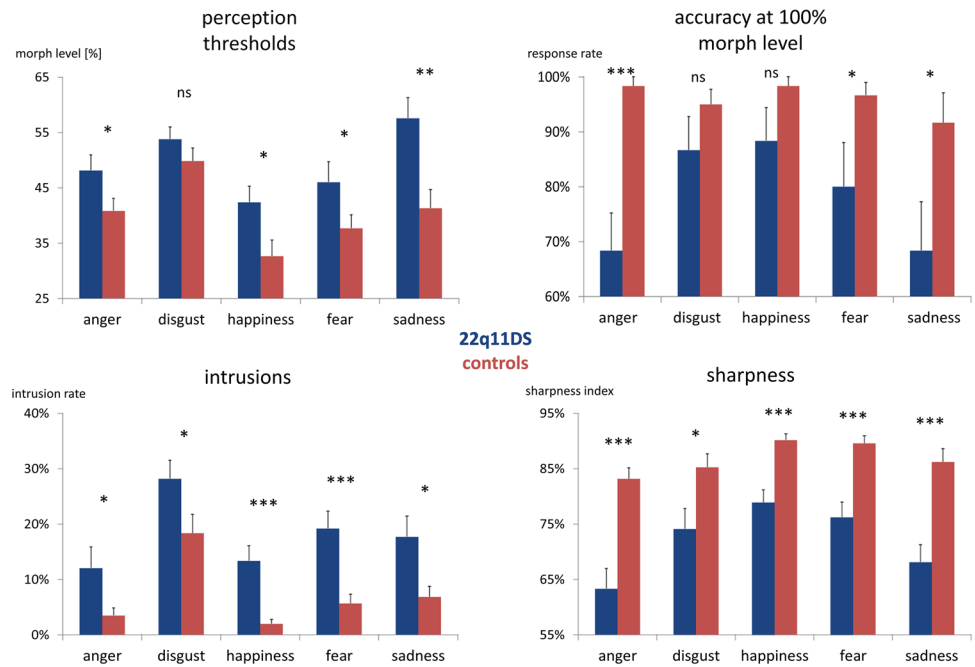 perception
thresholds
morph level [%]
65
55
45
35
25
*
ns
*
*
**
anger disgust happiness fear sadness
accuracy at 100%
morph level
response rate
100%
90%
80%
70%
60%
***
ns
ns
*
*
anger disgust happiness fear sadness
22q11DS
controls
intrusions
intrusion rate
40%
30%
20%
10%
0%
*
*
***
***
*
anger disgust happiness fear sadness
sharpness
sharpness index
95%
85%
75%
65%
55%
***
*
***
***
***
anger disgust happiness fear sadness